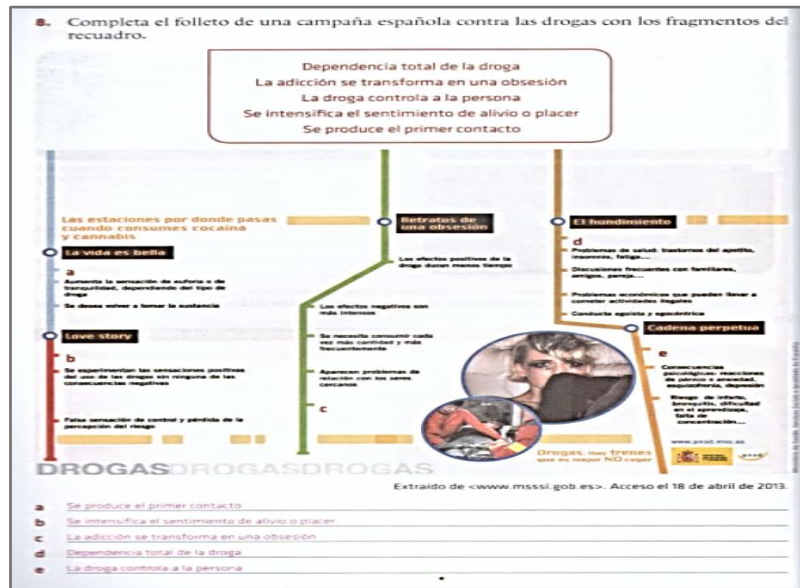 8. Completa el folleto de una campaña española contra las drogas con los fragmentos del
recuadro.
Dependencia total de la droga
La adicción se transforma en una obsesión
La droga controla a la persona
Se intensifica el sentimiento de alivio o placer
Se produce el primer contacto
Las estaciones por donde pasas
cuando consumes cocaína
y cannabis
La vida es bella
a
Aumenta la sensación de euforia o de
tranquilidad, dependiendo del tipo de
droga
Se desea volver a tomar la sustancia
Love story
b
Se experimentan las sensaciones positivas
del uso de las drogas sin ninguna de las
consecuencias negativas
Falsa sensación de control y pérdida de la
percepción del riesgo
Retratos de
una obsesión
Los efectos positivos de la
droga duran menos tiempo
Los efectos negativos son
más intensos
Se necesita consumir cada
vez más cantidad y más
frecuentemente
Aparecen problemas de
relación con los seres
cercanos
c
El hundimiento
d
Problemas de salud: trastornos del apetito,
insomnio, fatiga...
Discusiones frecuentes con familiares,
amigos, pareja...
Problemas económicos que pueden llevar a
cometer actividades ilegales
Conducta egoísta y egocéntrica
Cadena perpetua
e
Consecuencias
psicológicas: reacciones
de pánico o ansiedad,
esquizofrenia, depresión
Riesgo de infarto,
bronquitis, dificultad
en el aprendizaje,
falta de
concentración...
www.pnsd.msc.es
Drogas. Hay trenes
que es mejor NO coger
DROGASDROGASDROGAS
Extraído de <www.msssi.gob.es>. Acceso el 18 de abril de 2013.
a Se produce el primer contacto
b Se intensifica el sentimiento de alivio o placer
c La adicción se transforma en una obsesión
d Dependencia total de la droga
e La droga controla a la persona